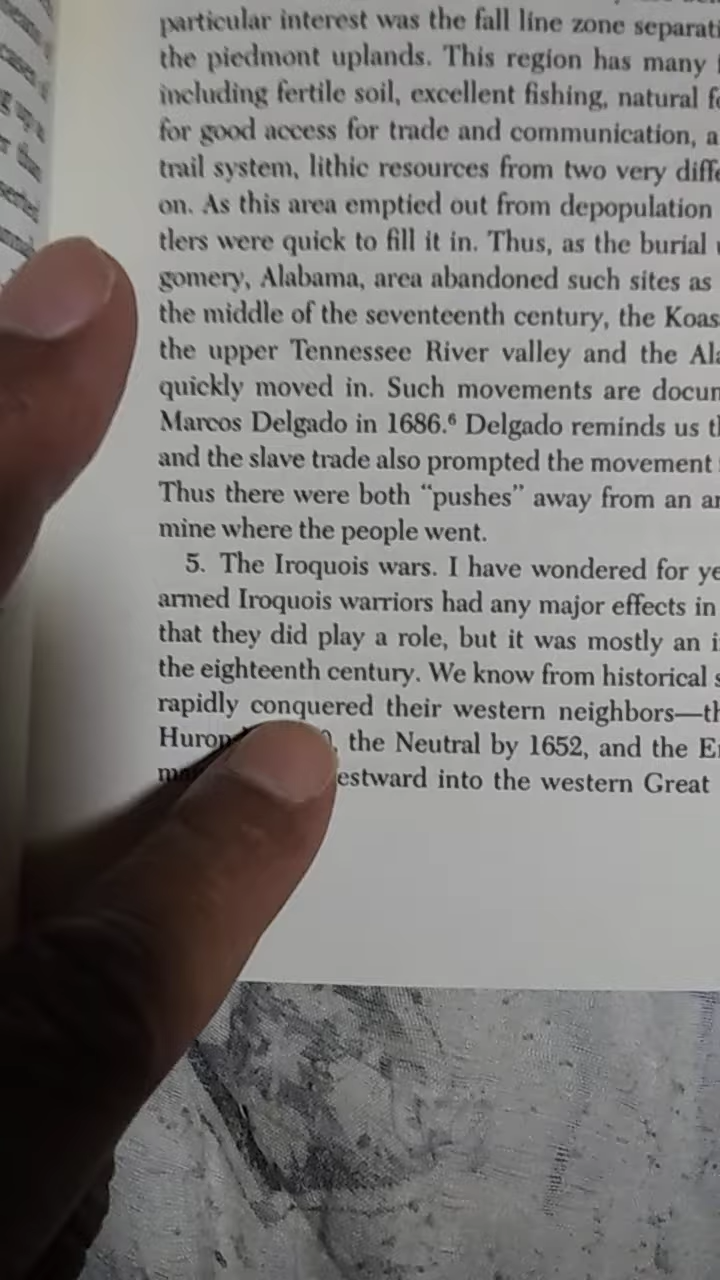 particular interest was the fall line zone separati
the piedmont uplands. This region has many
including fertile soil, excellent fishing, natural fe
for good access for trade and communication, a
trail system, lithic resources from two very diffe
on. As this area emptied out from depopulation
tlers were quick to fill it in. Thus, as the burial
gomery, Alabama, area abandoned such sites as
the middle of the seventeenth century, the Koas
the upper Tennessee River valley and the Ala
quickly moved in. Such movements are docum
Marcos Delgado in 1686.⁶ Delgado reminds us th
and the slave trade also prompted the movement
Thus there were both “pushes” away from an ar
mine where the people went.
5. The Iroquois wars. I have wondered for ye
armed Iroquois warriors had any major effects in
that they did play a role, but it was mostly an i
the eighteenth century. We know from historical s
rapidly conquered their western neighbors—th
Huron the Neutral by 1652, and the Er
estward into the western Great